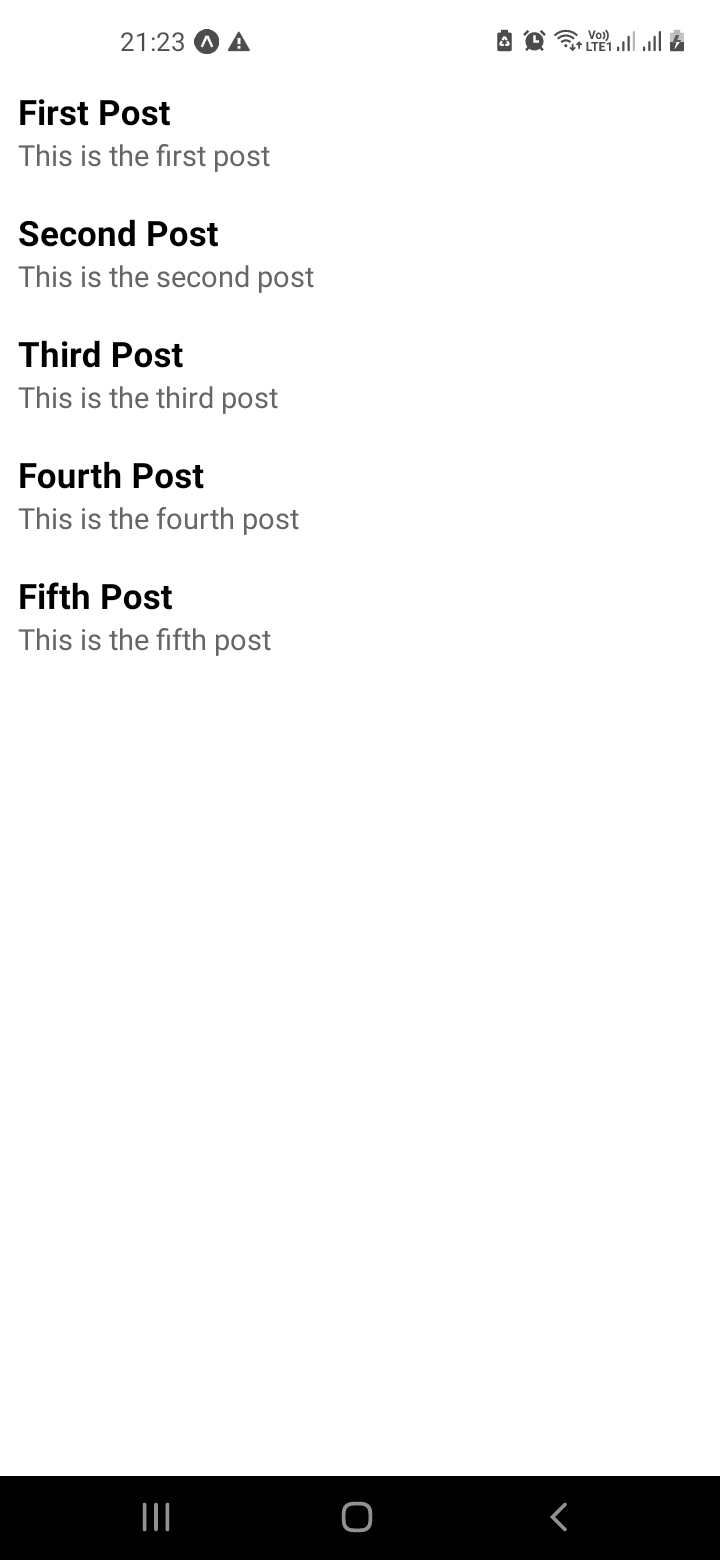 21:23
Vo))
LTE1
First Post
This is the first post
Second Post
This is the second post
Third Post
This is the third post
Fourth Post
This is the fourth post
Fifth Post
This is the fifth post